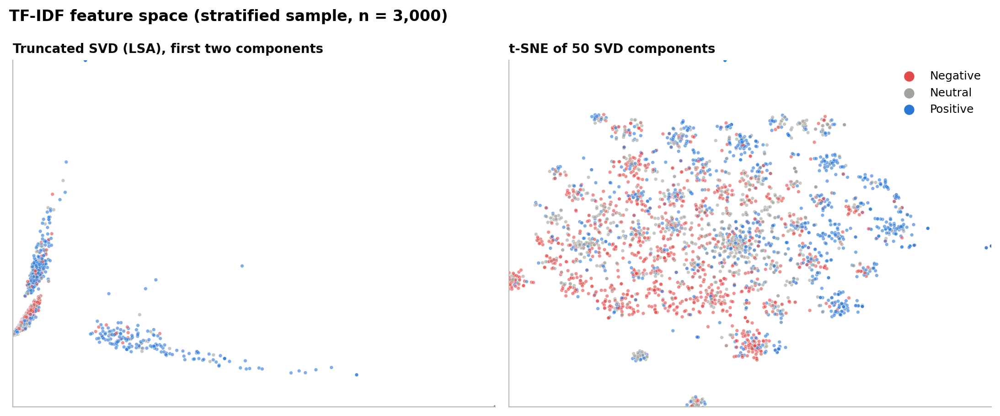 TF-IDF feature space (stratified sample, n = 3,000)
Truncated SVD (LSA), first two components
t-SNE of 50 SVD components
Negative
Neutral
Positive